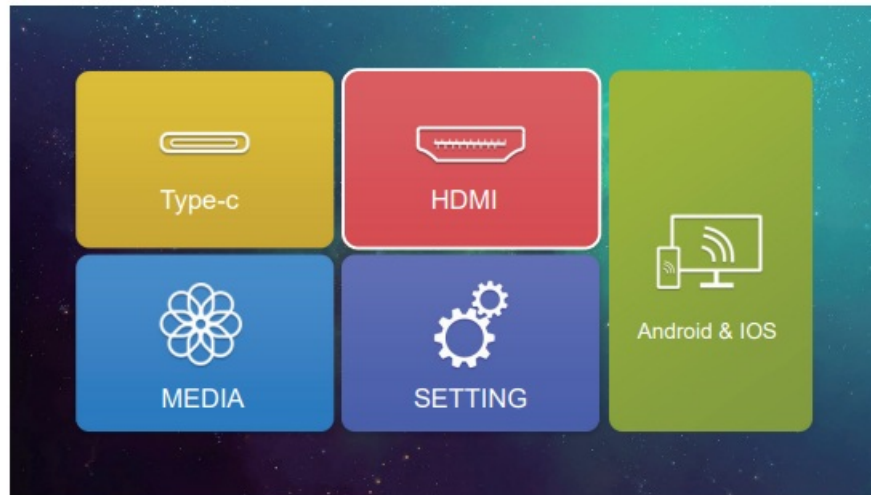 Type-c
HDMI
Android & IOS
MEDIA
SETTING